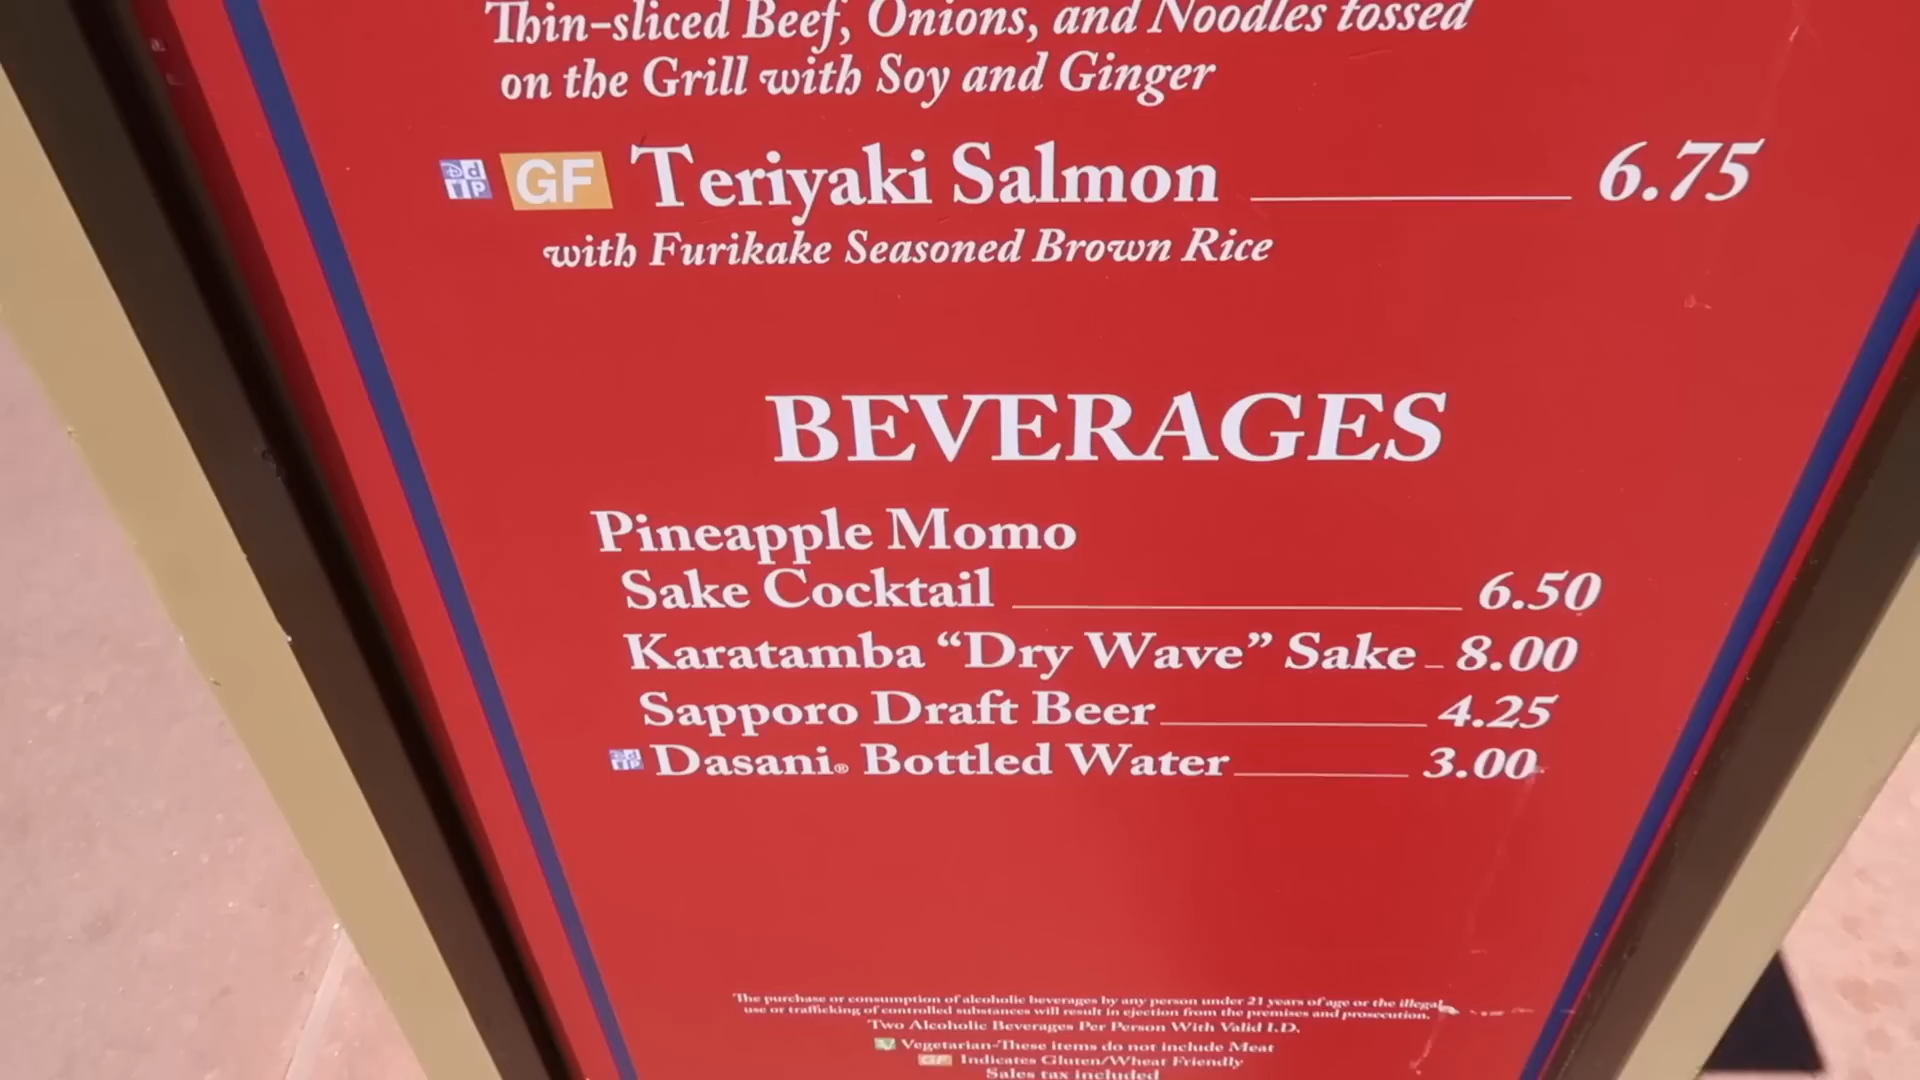 Thin-sliced Beef, Onions, and Noodles tossed
on the Grill with Soy and Ginger
GF Teriyaki Salmon 6.75
with Furikake Seasoned Brown Rice
BEVERAGES
Pineapple Momo
Sake Cocktail 6.50
Karatamba “Dry Wave” Sake 8.00
Sapporo Draft Beer 4.25
Dasani® Bottled Water 3.00
The purchase or consumption of alcoholic beverages by any person under 21 years of age or the illegal
use or trafficking of controlled substances will result in ejection from the premises and prosecution.
Two Alcoholic Beverages Per Person With Valid I.D.
V Vegetarian-These items do not include Meat
GF Indicates Gluten/Wheat Friendly
Sales tax included